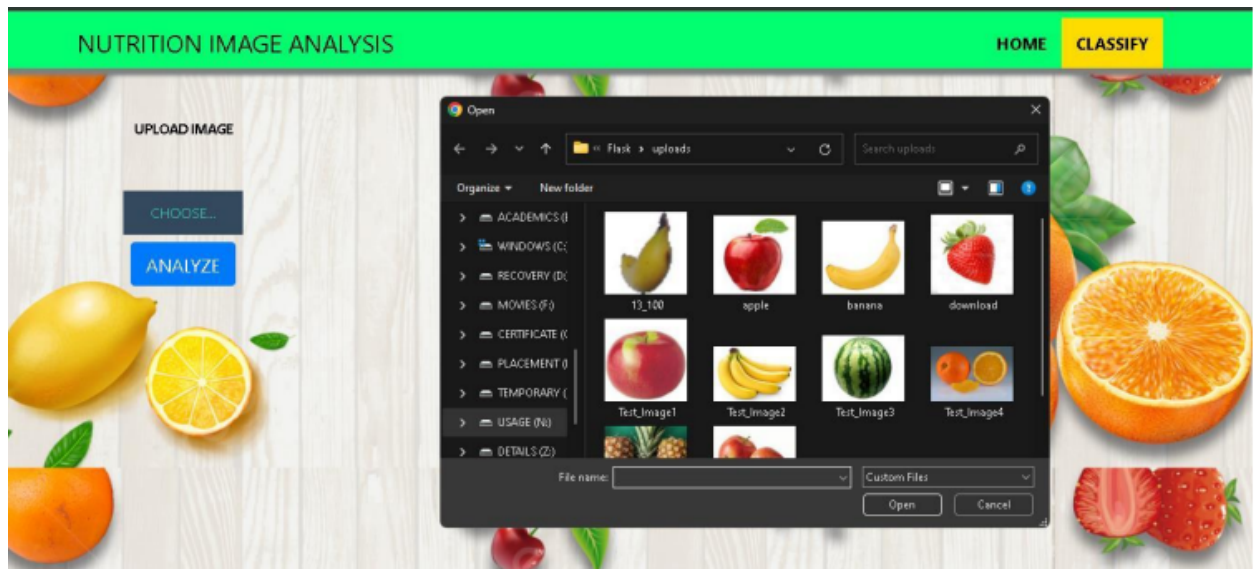 NUTRITION IMAGE ANALYSIS
HOME
CLASSIFY
UPLOAD IMAGE
CHOOSE...
ANALYZE
Open
« Flask › uploads
Search uploads
Organize
New folder
ACADEMICS (
WINDOWS (C:
RECOVERY (D:
MOVIES (F:)
CERTIFICATE (
PLACEMENT (
TEMPORARY (
USAGE (N:)
DETAILS (Z:)
13_100
apple
banana
download
Test_Image1
Test_Image2
Test_Image3
Test_Image4
File name:
Custom Files
Open
Cancel